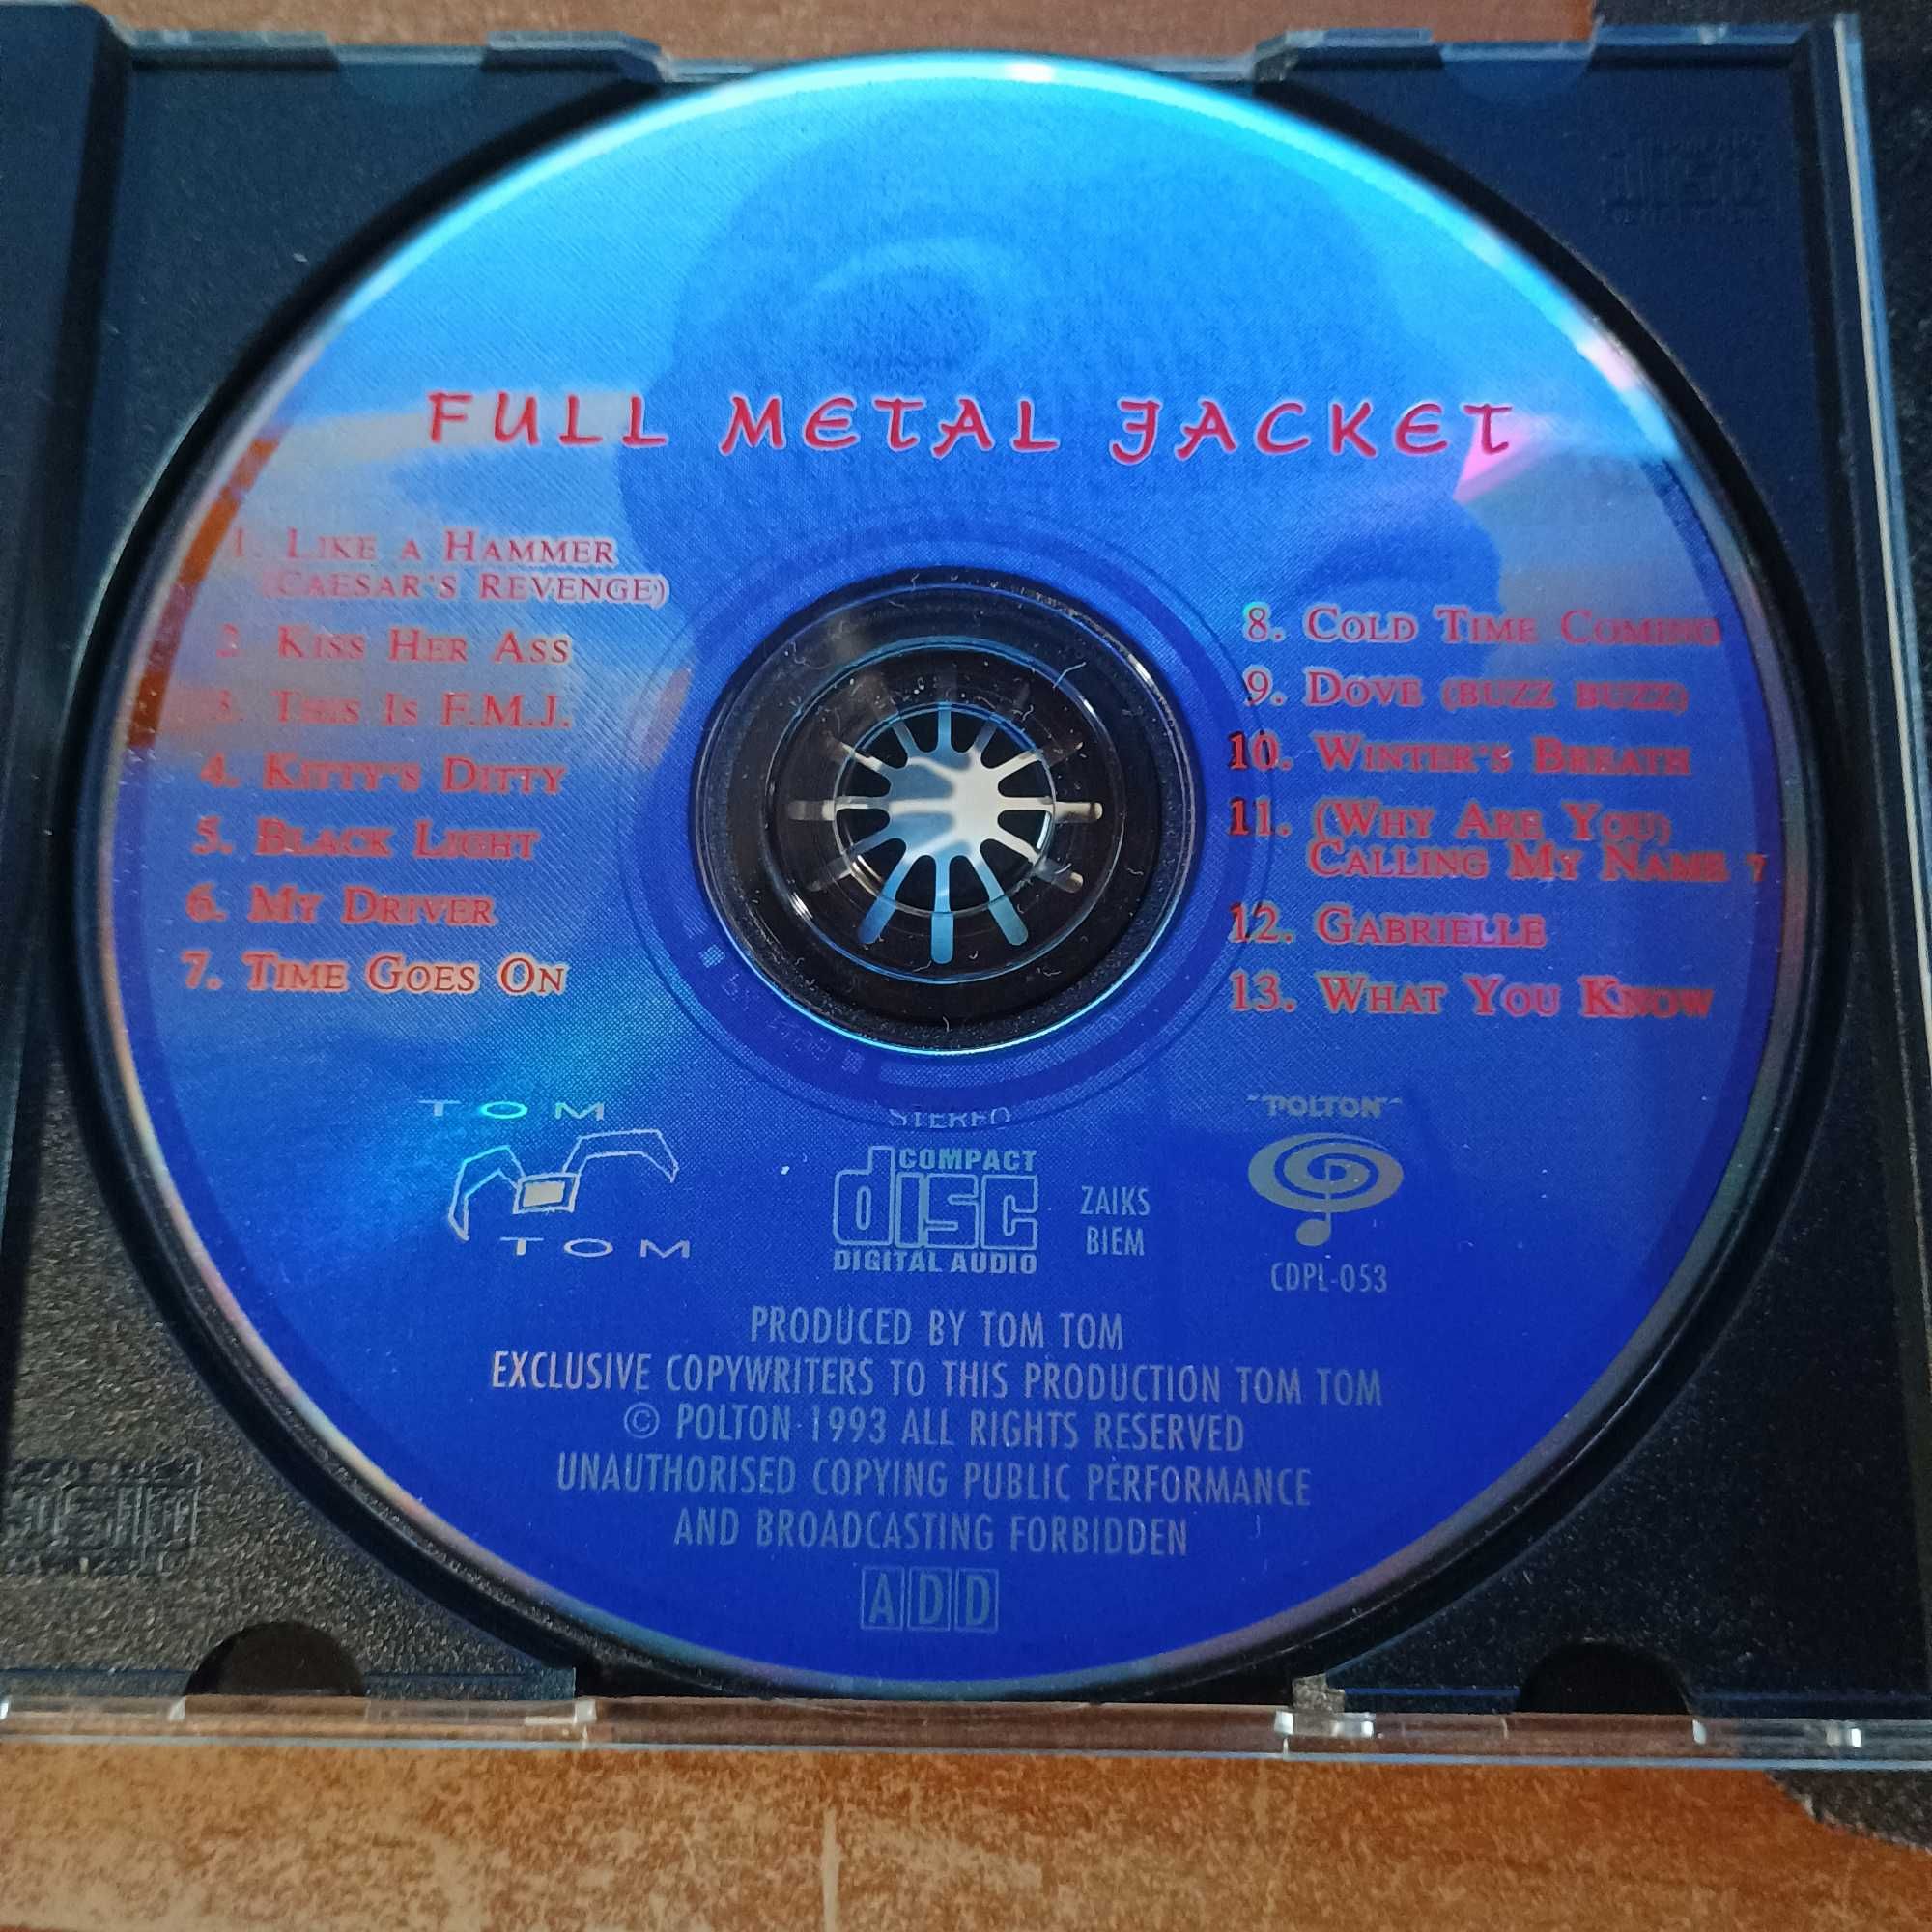 FULL METAL JACKET
1. LIKE A HAMMER
(CAESAR'S REVENGE)
2 KISS HER ASS
3. THIS IS F.M.J.
4. KITTY'S DITTY
5. BLACK LIGHT
6. MY DRIVER
7. TIME GOES ON
8. COLD TIME COMING
9. DOVE (BUZZ BUZZ)
10. WINTER'S BREATH
11. (WHY ARE YOU)
CALLING MY NAME ?
12. GABRIELLE
13. WHAT YOU KNOW
TOM
TOM
STEREO
COMPACT
disc
DIGITAL AUDIO
ZAIKS
BIEM
"POLTON"
CDPL-053
PRODUCED BY TOM TOM
EXCLUSIVE COPYWRITERS TO THIS PRODUCTION TOM TOM
© POLTON 1993 ALL RIGHTS RESERVED
UNAUTHORISED COPYING PUBLIC PERFORMANCE
AND BROADCASTING FORBIDDEN
ADD